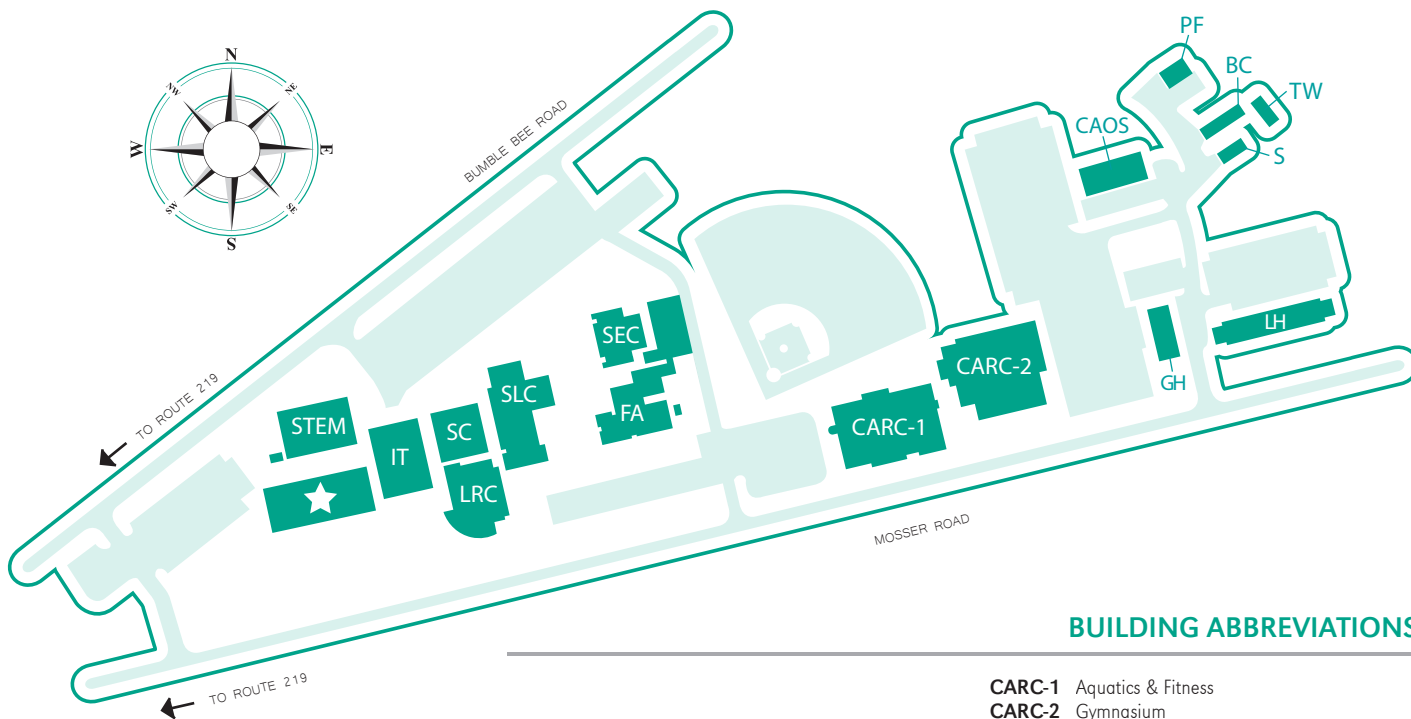 N
NW
NE
W
E
SW
SE
S
BUMBLE BEE ROAD
TO ROUTE 219
PF
BC
TW
CAOS
S
SEC
LH
CARC-2
GH
SLC
FA
STEM
SC
CARC-1
IT
LRC
MOSSER ROAD
TO ROUTE 219
BUILDING ABBREVIATIONS
CARC-1 Aquatics & Fitness
CARC-2 Gymnasium